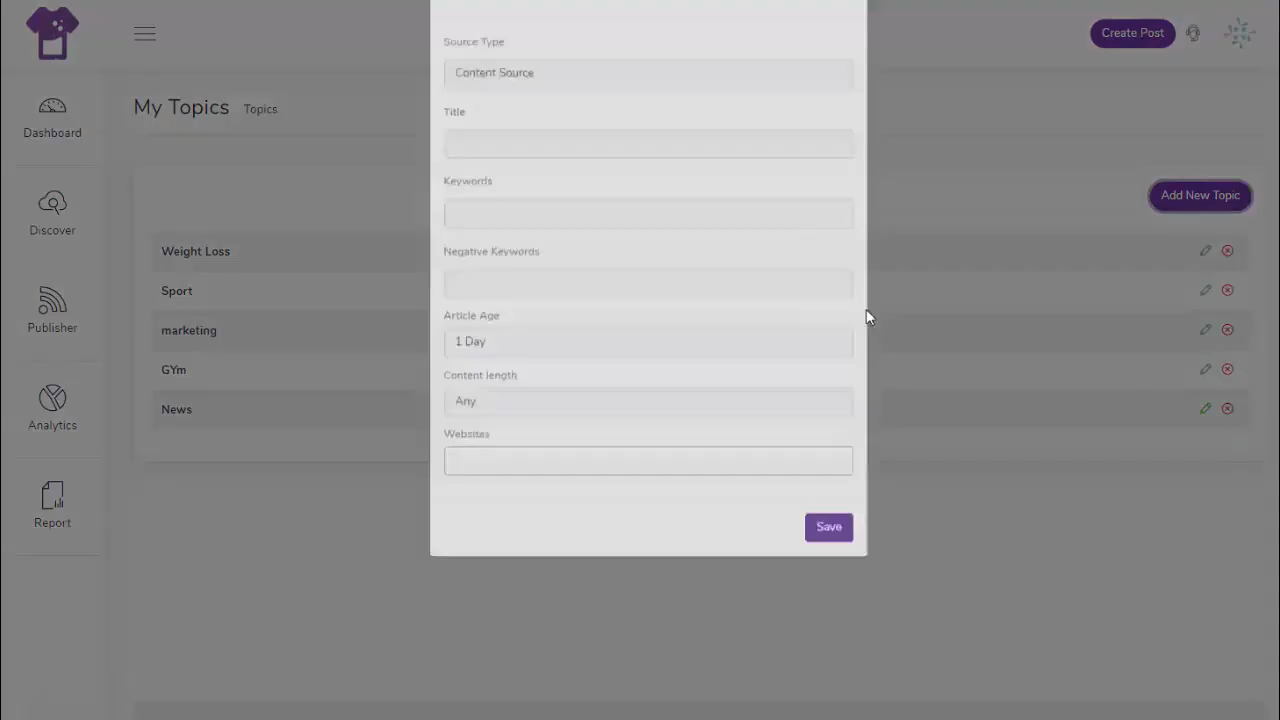 Create Post
Dashboard
Discover
Publisher
Analytics
Report
My Topics Topics
Add New Topic
Weight Loss
Sport
marketing
GYm
News
Source Type
Content Source
Title
Keywords
Negative Keywords
Article Age
1 Day
Content length
Any
Websites
Save